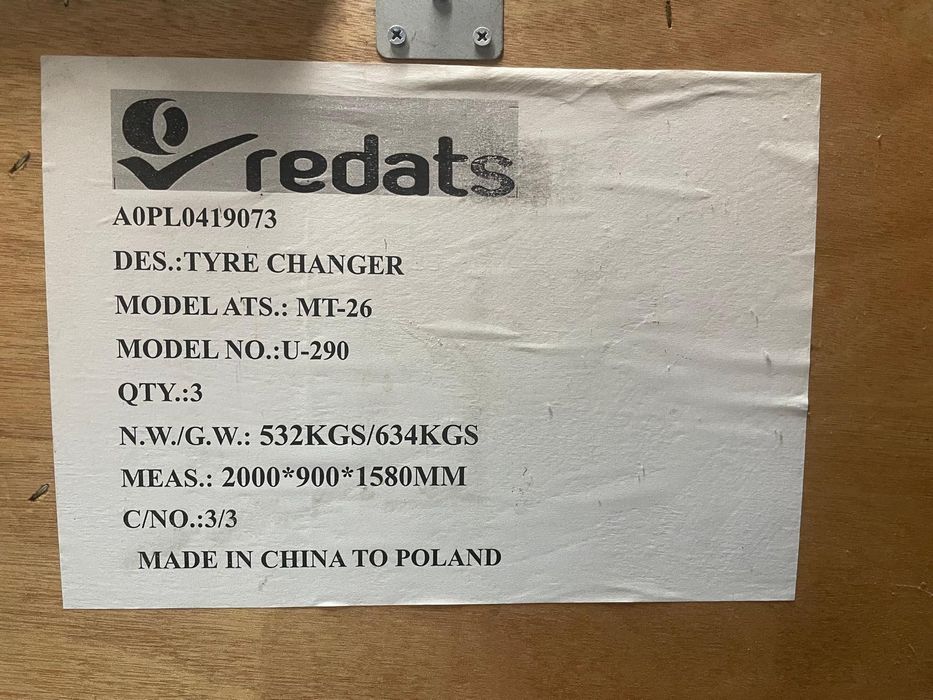 redats
A0PL0419073
DES.:TYRE CHANGER
MODEL ATS.: MT-26
MODEL NO.:U-290
QTY.:3
N.W./G.W.: 532KGS/634KGS
MEAS.: 2000*900*1580MM
C/NO.:3/3
MADE IN CHINA TO POLAND